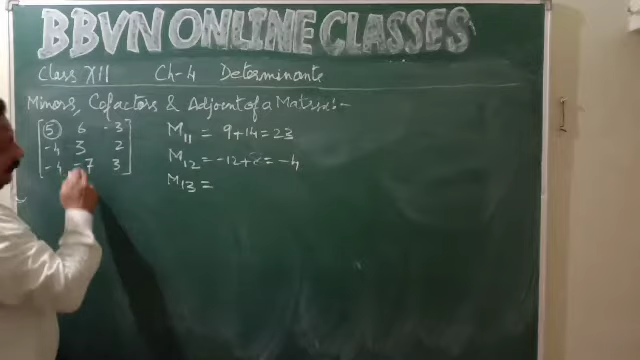 BBVN ONLINE CLASSES
Class XII Ch-4 Determinants
Minors, Cofactors & Adjoint of a Matrix:-
5 6 -3
-4 3 2
-4 -7 3
M11 = 9+14=23
M12=-12+8=-4
M13 =